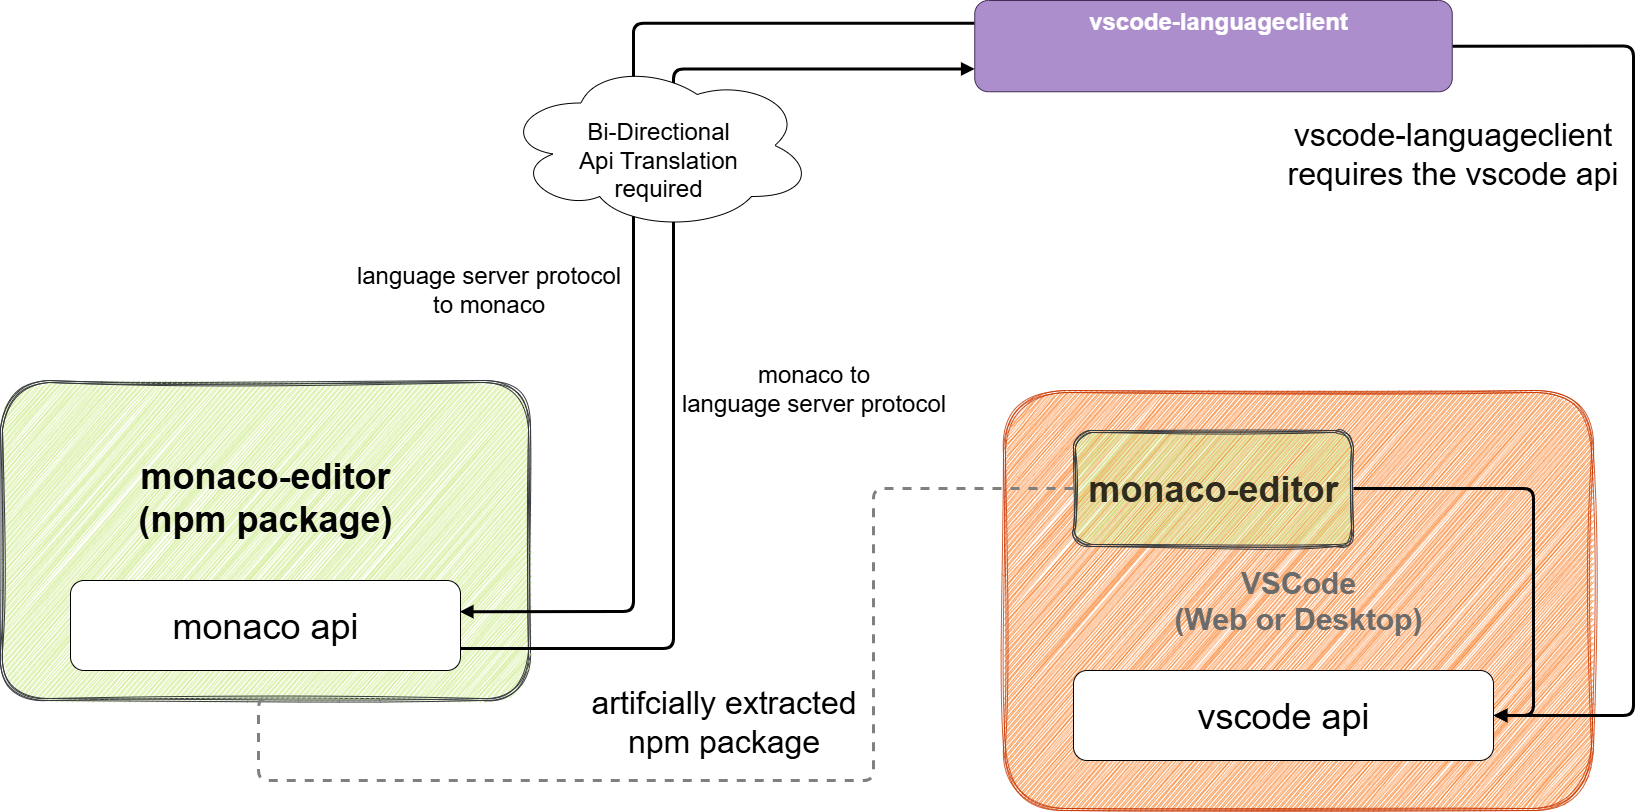 vscode-languageclient
Bi-Directional
Api Translation
required
vscode-languageclient
requires the vscode api
language server protocol
to monaco
monaco to
language server protocol
monaco-editor
(npm package)
monaco api
monaco-editor
VSCode
(Web or Desktop)
artifcially extracted
npm package
vscode api